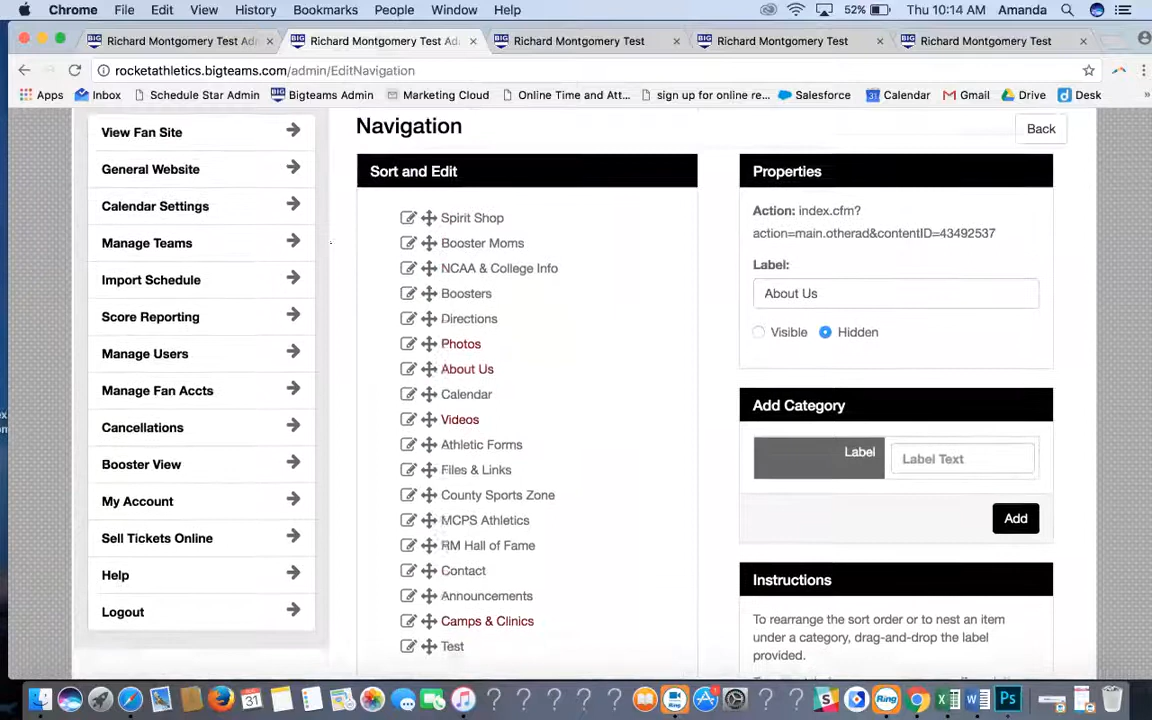 Chrome File Edit View History Bookmarks People Window Help 52% Thu 10:14 AM Amanda
Richard Montgomery Test Adm Richard Montgomery Test Ada Richard Montgomery Test Richard Montgomery Test Richard Montgomery Test
rocketathletics.bigteams.com/admin/EditNavigation
Apps Inbox Schedule Star Admin Bigteams Admin Marketing Cloud Online Time and Att... sign up for online re... Salesforce Calendar Gmail Drive Desk
View Fan Site
General Website
Calendar Settings
Manage Teams
Import Schedule
Score Reporting
Manage Users
Manage Fan Accts
Cancellations
Booster View
My Account
Sell Tickets Online
Help
Logout
Navigation
Back
Sort and Edit
Spirit Shop
Booster Moms
NCAA & College Info
Boosters
Directions
Photos
About Us
Calendar
Videos
Athletic Forms
Files & Links
County Sports Zone
MCPS Athletics
RM Hall of Fame
Contact
Announcements
Camps & Clinics
Test
Properties
Action: index.cfm?
action=main.otherad&contentID=43492537
Label:
About Us
Visible Hidden
Add Category
Label Label Text
Add
Instructions
To rearrange the sort order or to nest an item
under a category, drag-and-drop the label
provided.